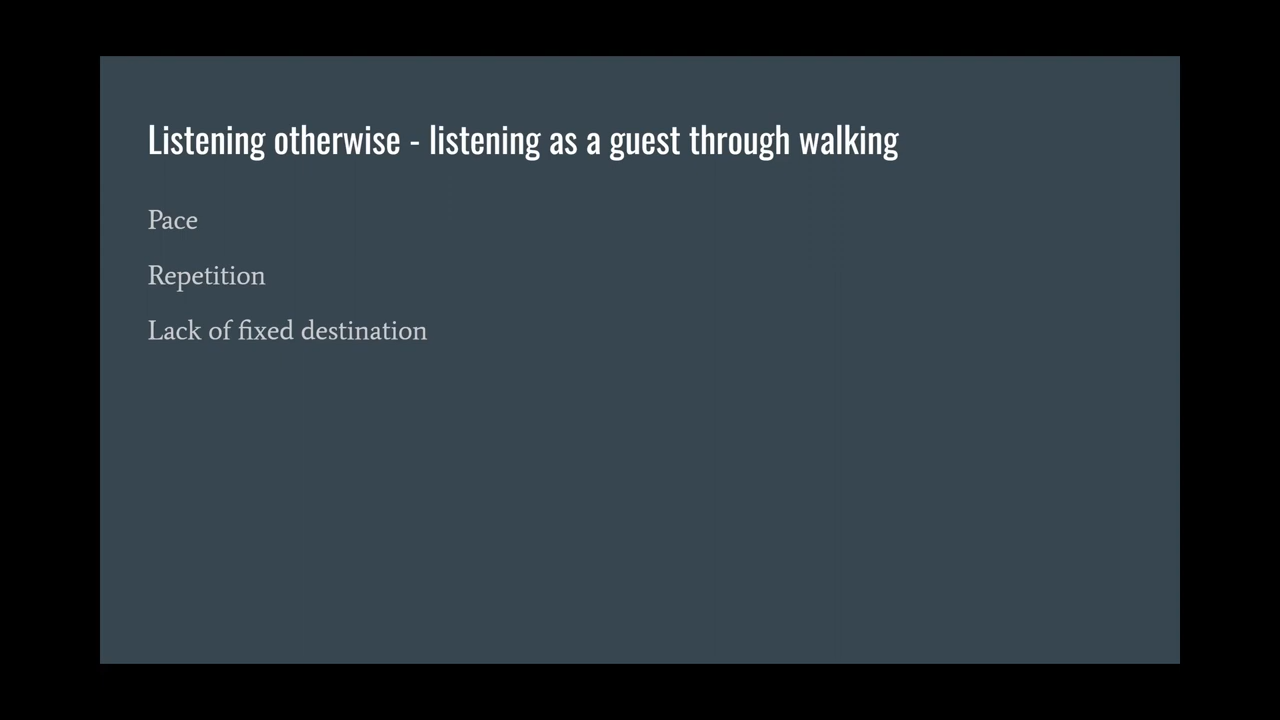 Listening otherwise - listening as a guest through walking
Pace
Repetition
Lack of fixed destination